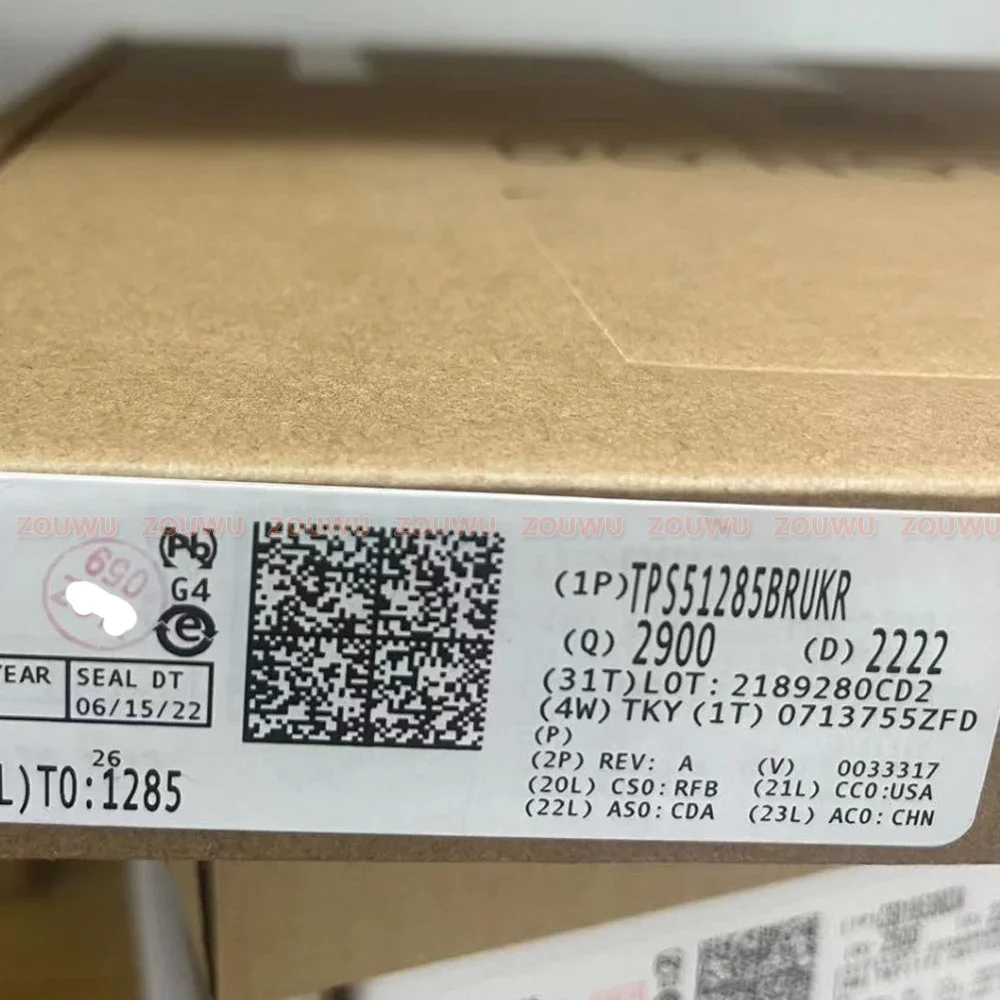 ZOUWU ZOUWU ZOUWU ZOUWU ZOUWU ZOUWU ZOUWU ZOUWU
059
Pb
G4
e
(1P)TPS51285BRUKR
(Q) 2900 (D) 2222
(31T)LOT: 2189280CD2
(4W) TKY (1T) 0713755ZFD
(P)
(2P) REV: A (V) 0033317
(20L) CSO: RFB (21L) CCO:USA
(22L) ASO: CDA (23L) ACO: CHN
YEAR SEAL DT
06/15/22
26
L)TO:1285